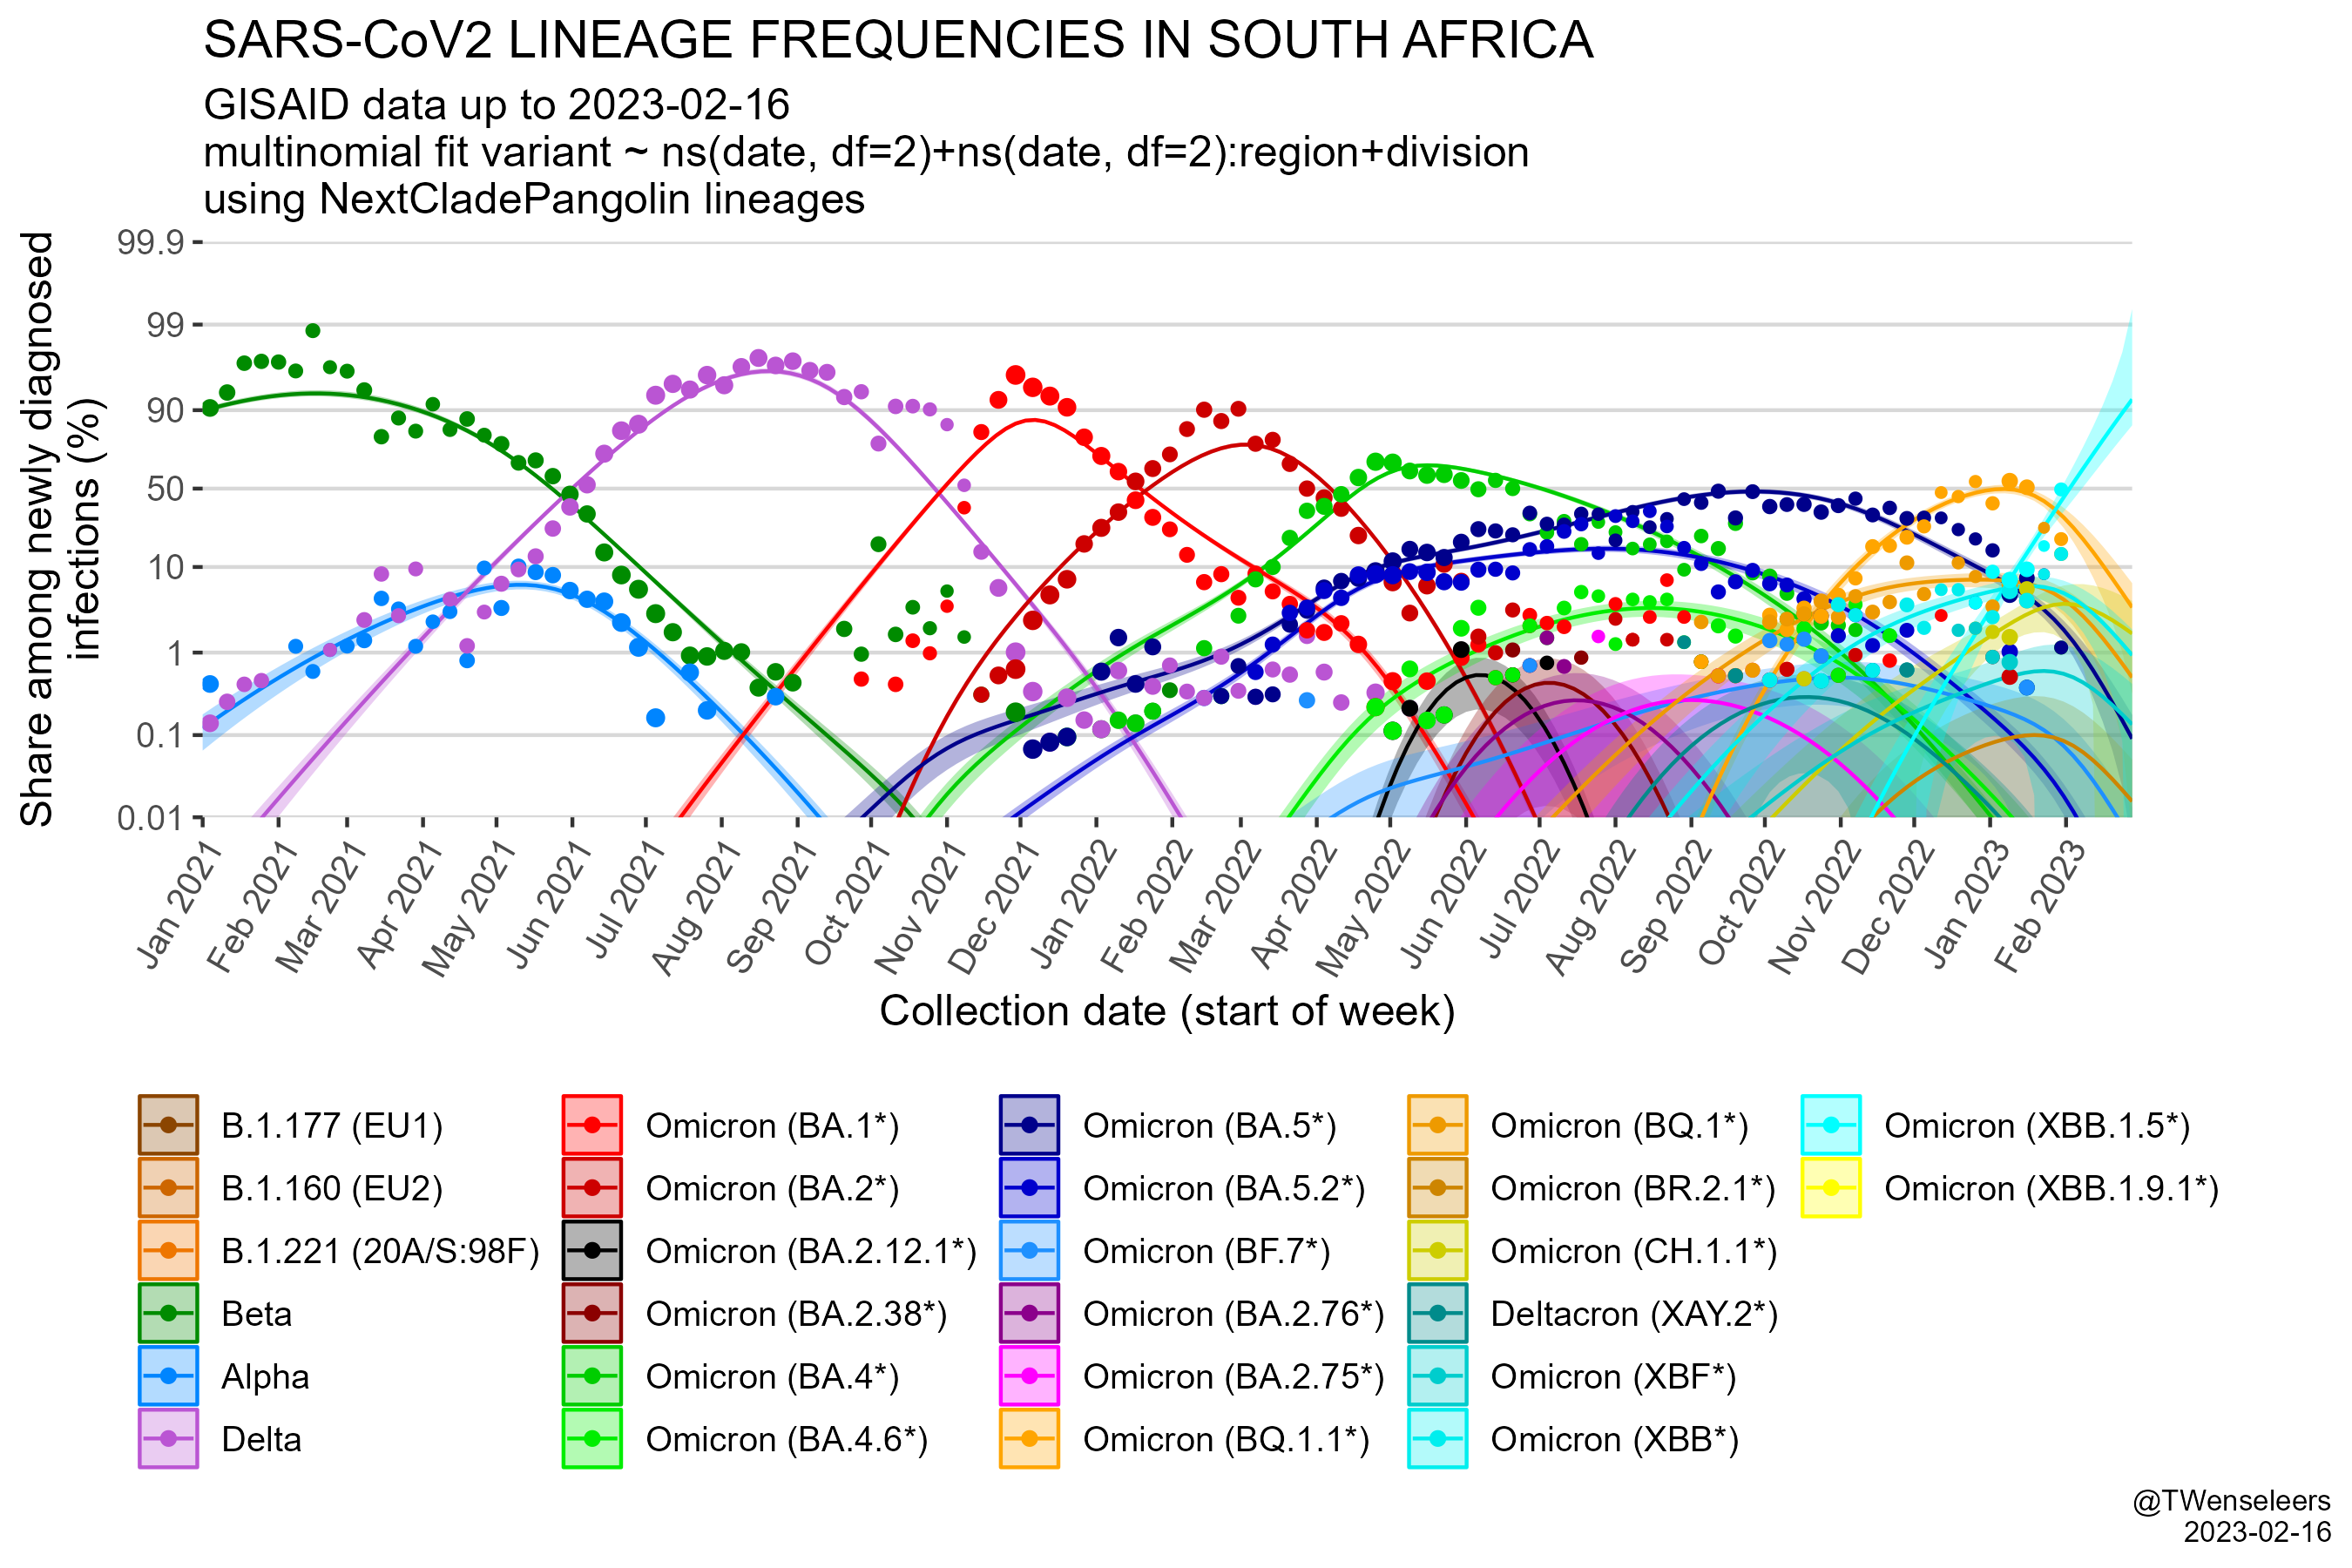 SARS-CoV2 LINEAGE FREQUENCIES IN SOUTH AFRICA
GISAID data up to 2023-02-16
multinomial fit variant ~ ns(date, df=2)+ns(date, df=2):region+division
using NextCladePangolin lineages
Share among newly diagnosed
infections (%)
99.9
99
90
50
10
1
0.1
0.01
Jan 2021
Feb 2021
Mar 2021
Apr 2021
May 2021
Jun 2021
Jul 2021
Aug 2021
Sep 2021
Oct 2021
Nov 2021
Dec 2021
Jan 2022
Feb 2022
Mar 2022
Apr 2022
May 2022
Jun 2022
Jul 2022
Aug 2022
Sep 2022
Oct 2022
Nov 2022
Dec 2022
Jan 2023
Feb 2023
Collection date (start of week)
B.1.177 (EU1)
B.1.160 (EU2)
B.1.221 (20A/S:98F)
Beta
Alpha
Delta
Omicron (BA.1*)
Omicron (BA.2*)
Omicron (BA.2.12.1*)
Omicron (BA.2.38*)
Omicron (BA.4*)
Omicron (BA.4.6*)
Omicron (BA.5*)
Omicron (BA.5.2*)
Omicron (BF.7*)
Omicron (BA.2.76*)
Omicron (BA.2.75*)
Omicron (BQ.1.1*)
Omicron (BQ.1*)
Omicron (BR.2.1*)
Omicron (CH.1.1*)
Deltacron (XAY.2*)
Omicron (XBF*)
Omicron (XBB*)
Omicron (XBB.1.5*)
Omicron (XBB.1.9.1*)
@TWenseleers
2023-02-16